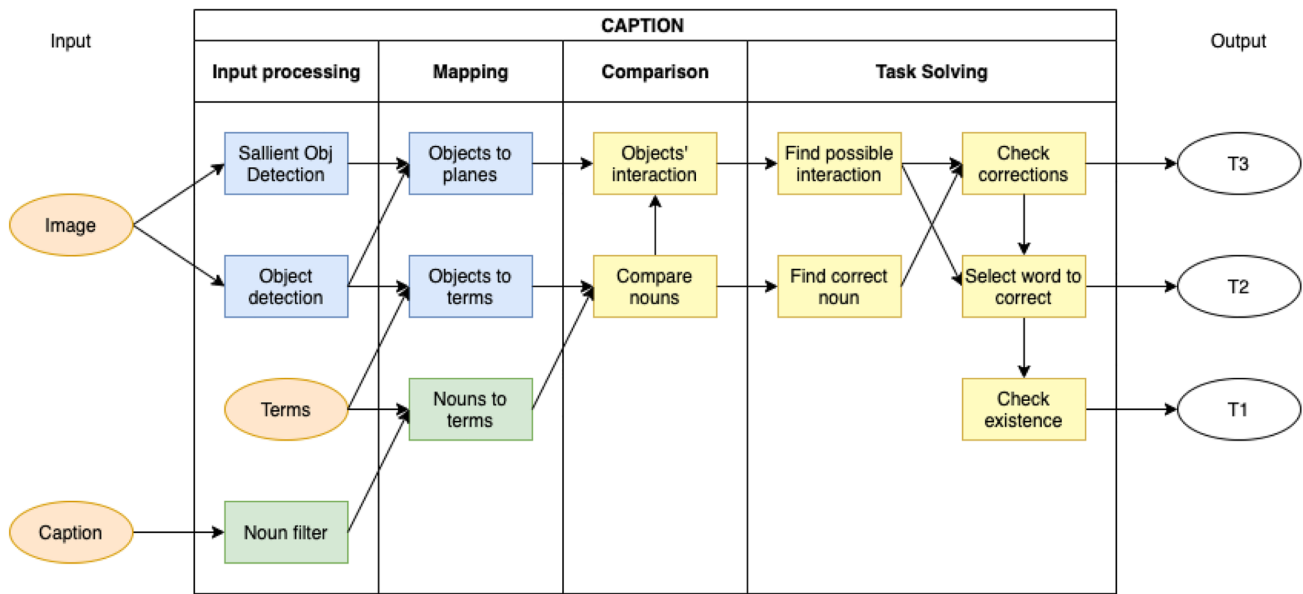 CAPTION
Input
Output
Input processing
Mapping
Comparison
Task Solving
Sallient Obj
Detection
Objects to
planes
Objects'
interaction
Find possible
interaction
Check
corrections
T3
Image
Object
detection
Objects to
terms
Compare
nouns
Find correct
noun
Select word to
correct
T2
Terms
Nouns to
terms
Check
existence
T1
Caption
Noun filter